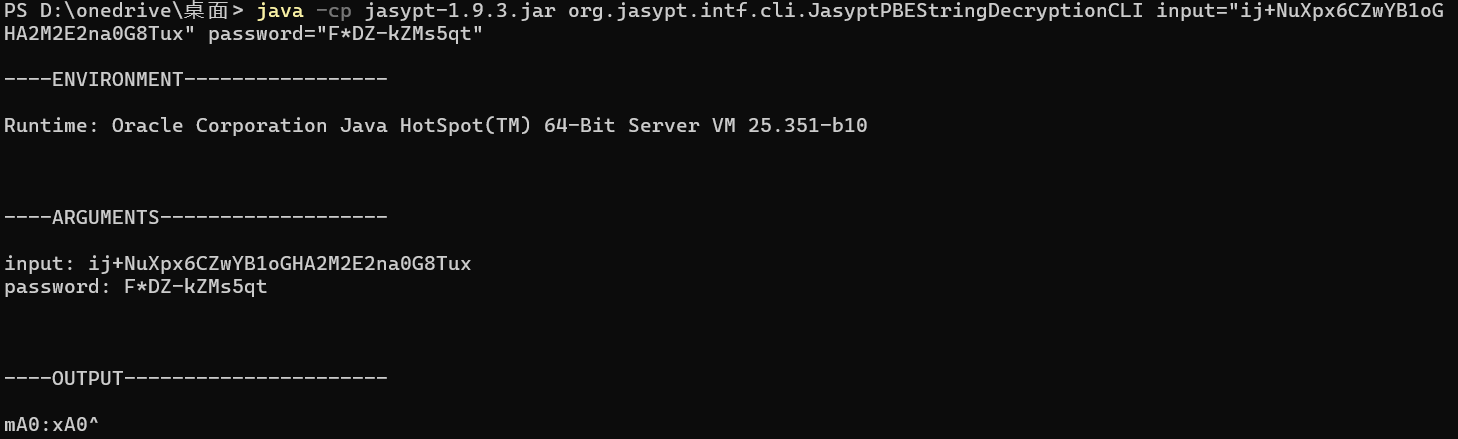 PS D:\onedrive\桌面> java -cp jasypt-1.9.3.jar org.jasypt.intf.cli.JasyptPBEStringDecryptionCLI input="ij+NuXpx6CZwYB1oG
HA2M2E2na0G8Tux" password="F*DZ-kZMs5qt"
----ENVIRONMENT-----------------
Runtime: Oracle Corporation Java HotSpot(TM) 64-Bit Server VM 25.351-b10
----ARGUMENTS-------------------
input: ij+NuXpx6CZwYB1oGHA2M2E2na0G8Tux
password: F*DZ-kZMs5qt
----OUTPUT----------------------
mA0:xA0^